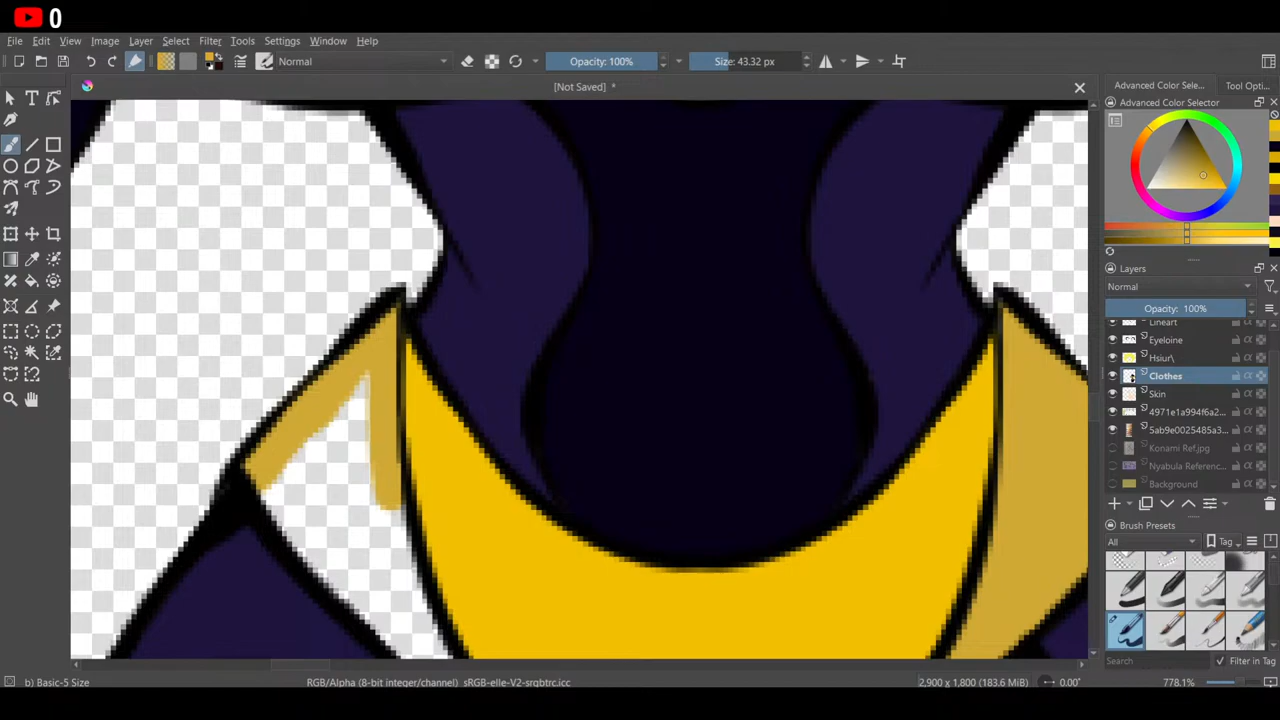 0
File Edit View Image Layer Select Filter Tools Settings Window Help
Normal Opacity: 100% Size: 43.32 px
[Not Saved] *
Advanced Color Sele... Tool Opti...
Advanced Color Selector
Layers
Normal
Opacity: 100%
Lineart
Eyeloine
Hsiur\
Clothes
Skin
4971e1a994f6a2...
5ab9e0025485a3...
Konami Ref.jpg
Nyabula Referenc...
Background
Brush Presets
All Tag
Search Filter in Tag
b) Basic-5 Size RGB/Alpha (8-bit integer/channel) sRGB-elle-V2-srgbtrc.icc 2,900 x 1,800 (183.6 MiB) 0.00° 778.1%